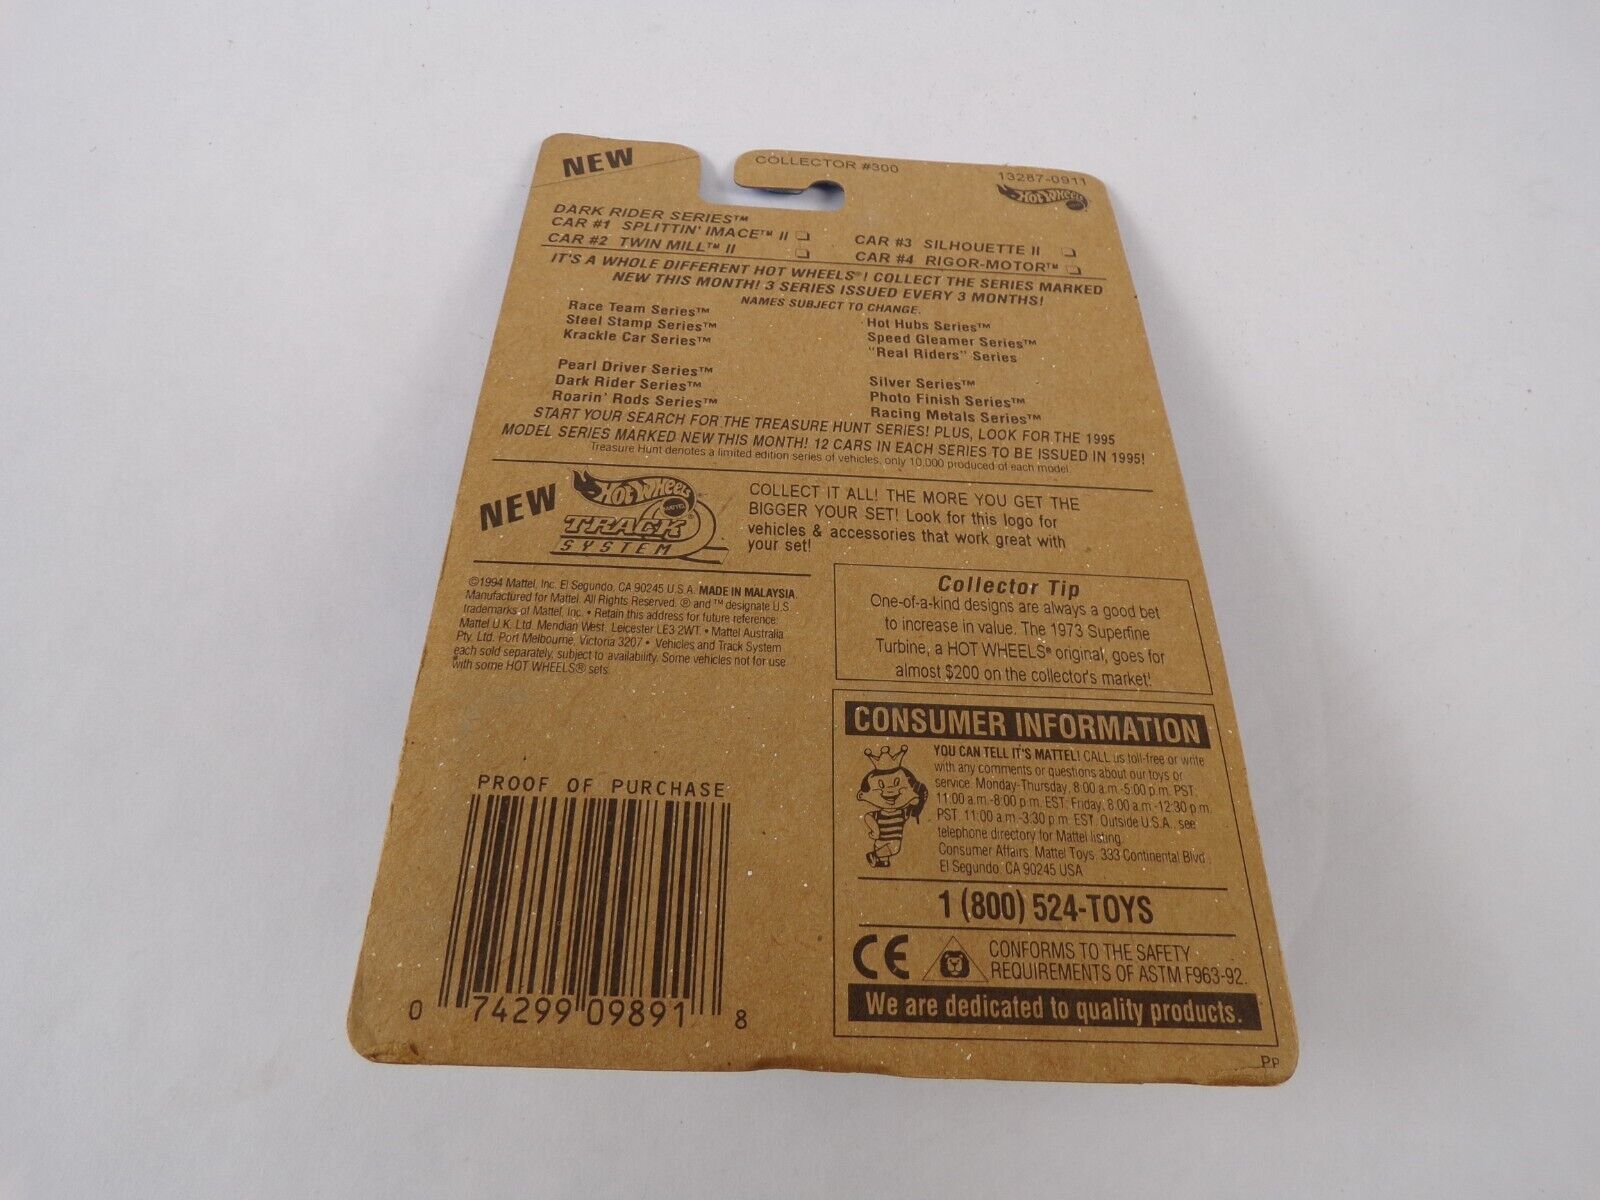 NEW
COLLECTOR #300
13287-0911
HOT WHEELS
DARK RIDER SERIES™
CAR #1 SPLITTIN' IMACE™ II
CAR #2 TWIN MILL™ II
CAR #3 SILHOUETTE II
CAR #4 RIGOR-MOTOR™
IT'S A WHOLE DIFFERENT HOT WHEELS®! COLLECT THE SERIES MARKED
NEW THIS MONTH! 3 SERIES ISSUED EVERY 3 MONTHS!
NAMES SUBJECT TO CHANGE.
Race Team Series™
Steel Stamp Series™
Krackle Car Series™
Hot Hubs Series™
Speed Gleamer Series™
"Real Riders" Series
Pearl Driver Series™
Dark Rider Series™
Roarin' Rods Series™
Silver Series™
Photo Finish Series™
Racing Metals Series™
START YOUR SEARCH FOR THE TREASURE HUNT SERIES! PLUS, LOOK FOR THE 1995
MODEL SERIES MARKED NEW THIS MONTH! 12 CARS IN EACH SERIES TO BE ISSUED IN 1995!
Treasure Hunt denotes a limited edition series of vehicles, only 10,000 produced of each model.
NEW
HOT WHEELS
MATTEL
TRACK
SYSTEM
COLLECT IT ALL! THE MORE YOU GET THE
BIGGER YOUR SET! Look for this logo for
vehicles & accessories that work great with
your set!
©1994 Mattel, Inc. El Segundo, CA 90245 U.S.A. MADE IN MALAYSIA.
Manufactured for Mattel. All Rights Reserved. ® and ™ designate U.S.
trademarks of Mattel, Inc. • Retain this address for future reference:
Mattel U.K. Ltd. Meridian West, Leicester LE3 2WT. • Mattel Australia
Pty. Ltd. Port Melbourne, Victoria 3207 • Vehicles and Track System
each sold separately, subject to availability. Some vehicles not for use
with some HOT WHEELS® sets.
Collector Tip
One-of-a-kind designs are always a good bet
to increase in value. The 1973 Superfine
Turbine, a HOT WHEELS® original, goes for
almost $200 on the collector's market!
CONSUMER INFORMATION
YOU CAN TELL IT'S MATTEL! CALL us toll-free or write
with any comments or questions about our toys or
service. Monday-Thursday, 8:00 a.m.-5:00 p.m. PST.
11:00 a.m.-8:00 p.m. EST. Friday, 8:00 a.m.-12:30 p.m.
PST. 11:00 a.m.-3:30 p.m. EST. Outside U.S.A., see
telephone directory for Mattel listing.
Consumer Affairs, Mattel Toys. 333 Continental Blvd.
El Segundo, CA 90245 USA
1 (800) 524-TOYS
CE
CONFORMS TO THE SAFETY
REQUIREMENTS OF ASTM F963-92.
We are dedicated to quality products.
PROOF OF PURCHASE
0 74299 09891 8
PP